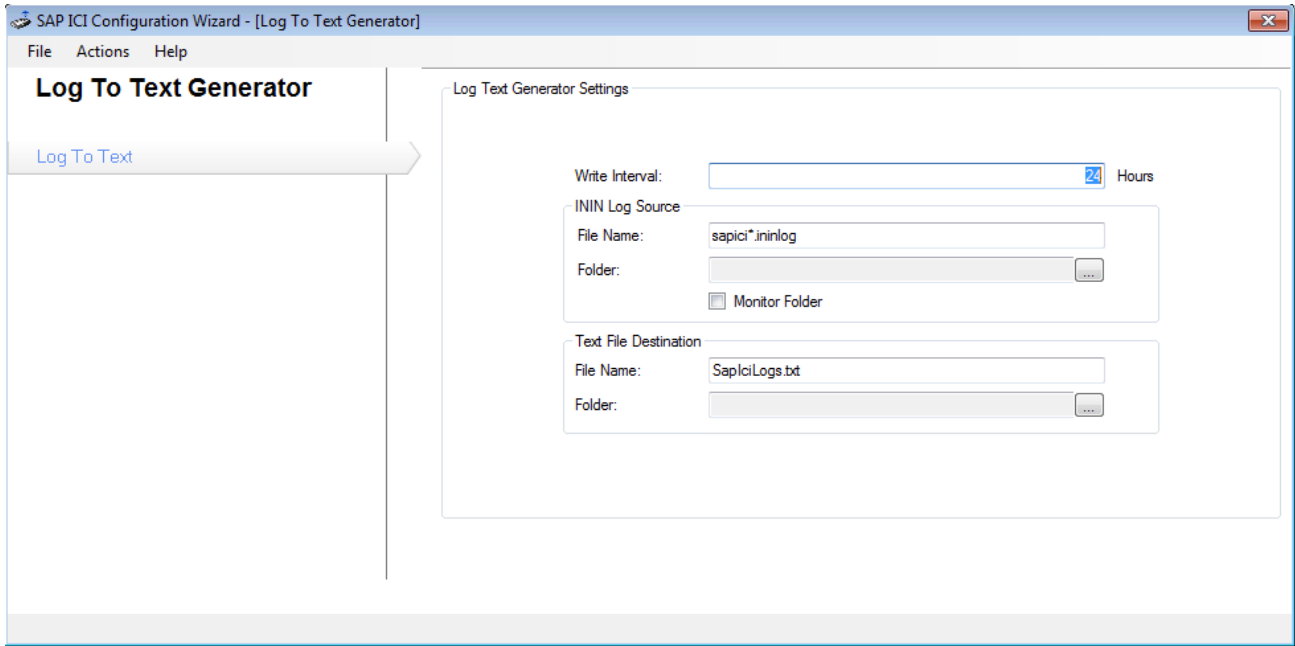 SAP ICI Configuration Wizard - [Log To Text Generator]
File Actions Help
Log To Text Generator
Log To Text
Log Text Generator Settings
Write Interval: 24 Hours
ININ Log Source
File Name: sapici*.ininlog
Folder: ...
Monitor Folder
Text File Destination
File Name: SapIciLogs.txt
Folder: ...